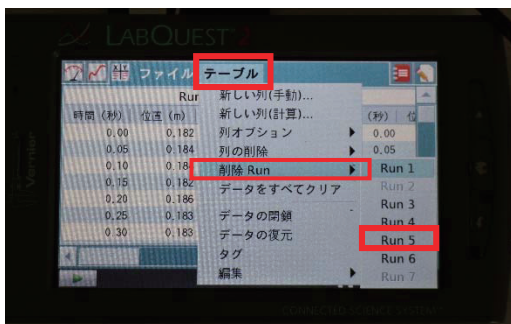 LABQUEST 2
ファイル テーブル
Run
時間 (秒) 位置 (m)
0.00 0.182
0.05 0.184
0.10 0.184
0.15 0.182
0.20 0.186
0.25 0.183
0.30 0.183
新しい列(手動)...
新しい列(計算)...
列オプション
列の削除
削除 Run
データをすべてクリア
データの閉鎖
データの復元
タグ
編集
(秒)
0.00
0.05
Run 1
Run 2
Run 3
Run 4
Run 5
Run 6
Run 7
Vernier
CONNECTED SCIENCE SYSTEM